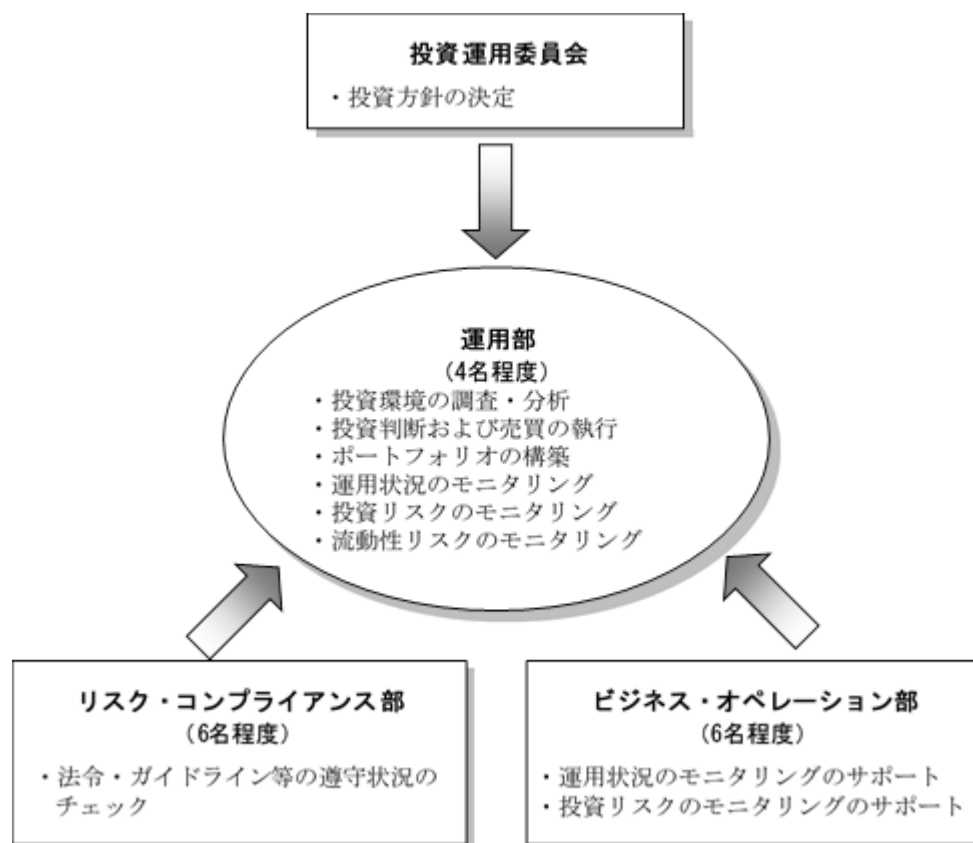 投資運用委員会
・投資方針の決定
運用部
(4名程度)
・投資環境の調査・分析
・投資判断および売買の執行
・ポートフォリオの構築
・運用状況のモニタリング
・投資リスクのモニタリング
・流動性リスクのモニタリング
リスク・コンプライアンス部
(6名程度)
・法令・ガイドライン等の遵守状況の
チェック
ビジネス・オペレーション部
(6名程度)
・運用状況のモニタリングのサポート
・投資リスクのモニタリングのサポート